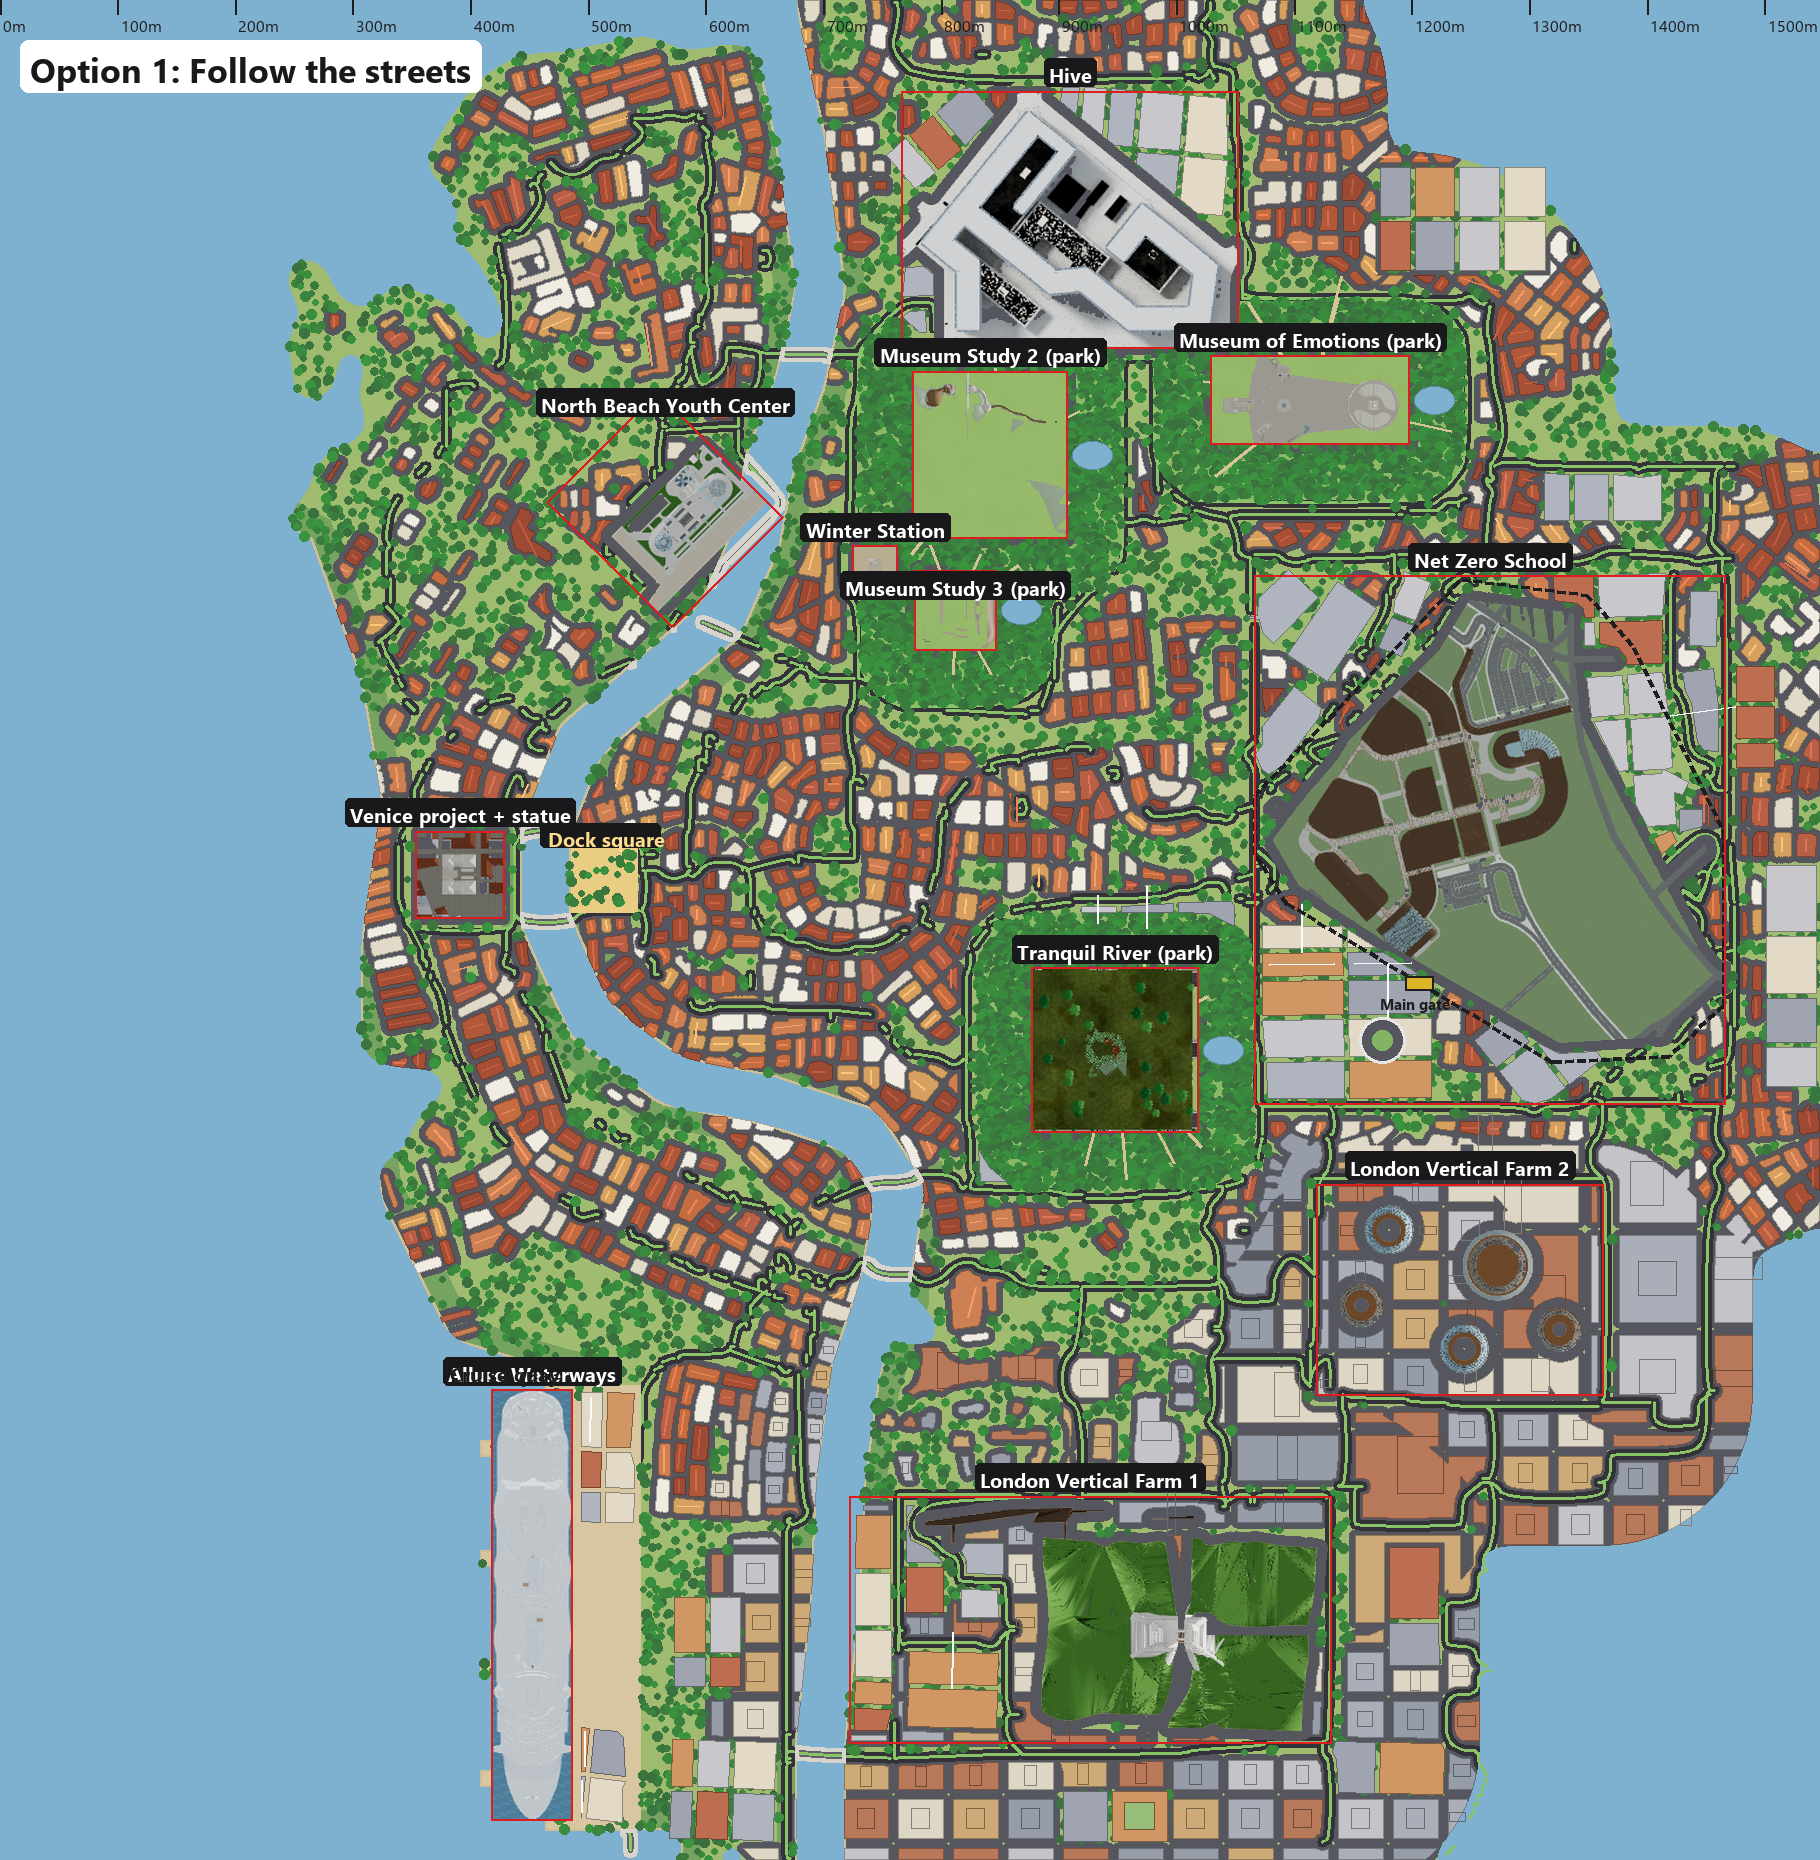 0m 100m 200m 300m 400m 500m 600m 700m 800m 900m 1000m 1100m 1200m 1300m 1400m 1500m
Option 1: Follow the streets
Hive
Museum of Emotions (park)
Museum Study 2 (park)
North Beach Youth Center
Winter Station
Net Zero School
Museum Study 3 (park)
Venice project + statue
Dock square
Tranquil River (park)
Main gate
London Vertical Farm 2
Waterways
London Vertical Farm 1